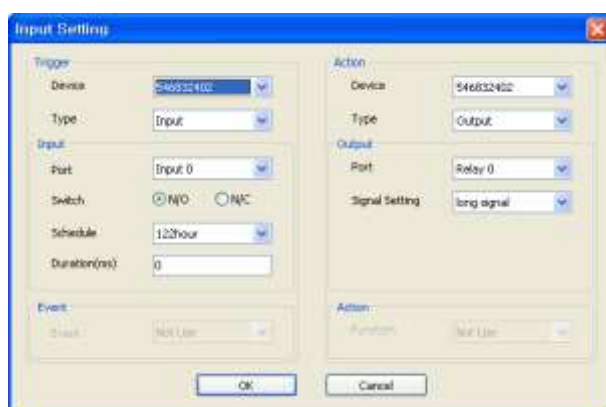 Input Setting
Trigger
Device 546832402
Type Input
Input
Port Input 0
Switch N/O N/C
Schedule 122hour
Duration(ms) 0
Event
Event Not Use
Action
Device 546832402
Type Output
Output
Port Relay 0
Signal Setting long signal
Action
Function Not Use
OK Cancel